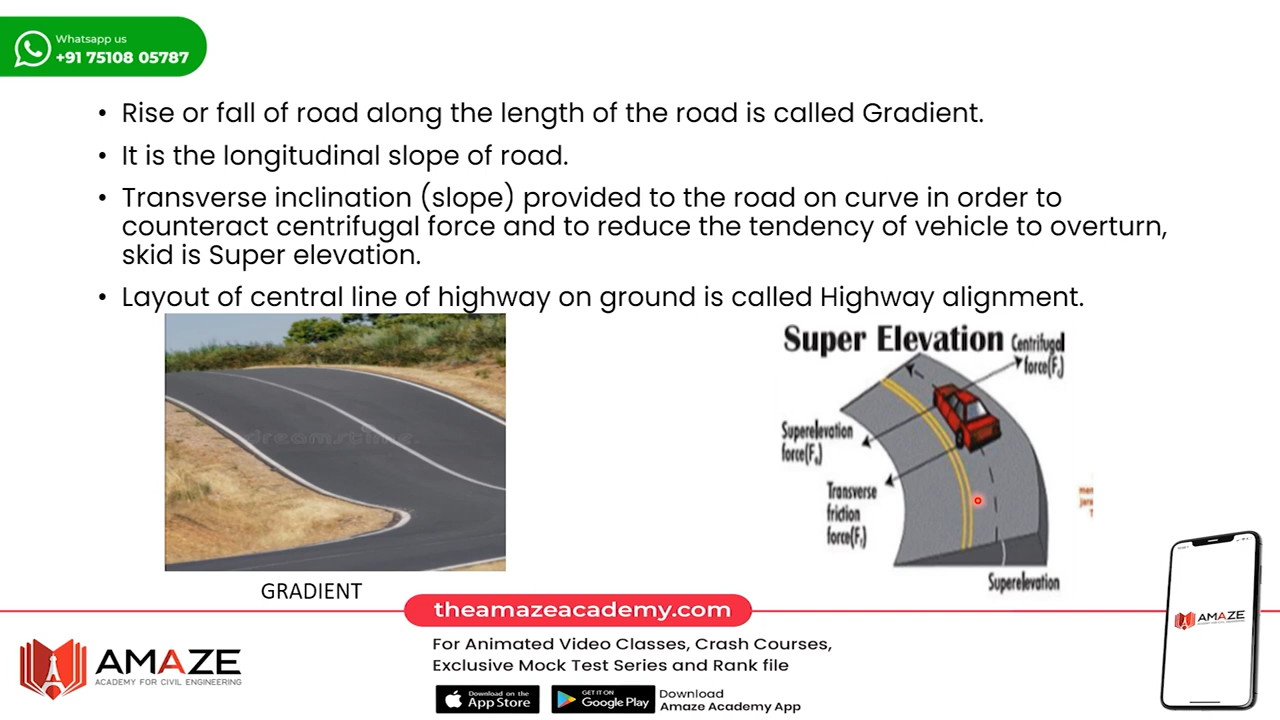 Whatsapp us
+91 75108 05787
• Rise or fall of road along the length of the road is called Gradient.
• It is the longitudinal slope of road.
• Transverse inclination (slope) provided to the road on curve in order to
counteract centrifugal force and to reduce the tendency of vehicle to overturn,
skid is Super elevation.
• Layout of central line of highway on ground is called Highway alignment.
dreamstime.
GRADIENT
Super Elevation
Centrifugal
force(F
Superelevation
force(F
Transverse
friction
force(F
Superelevation
theamazeacademy.com
AMAZE
ACADEMY FOR CIVIL ENGINEERING
For Animated Video Classes, Crash Courses,
Exclusive Mock Test Series and Rank file
Download on the
App Store
GET IT ON
Google Play
Download
Amaze Academy App
AMAZE